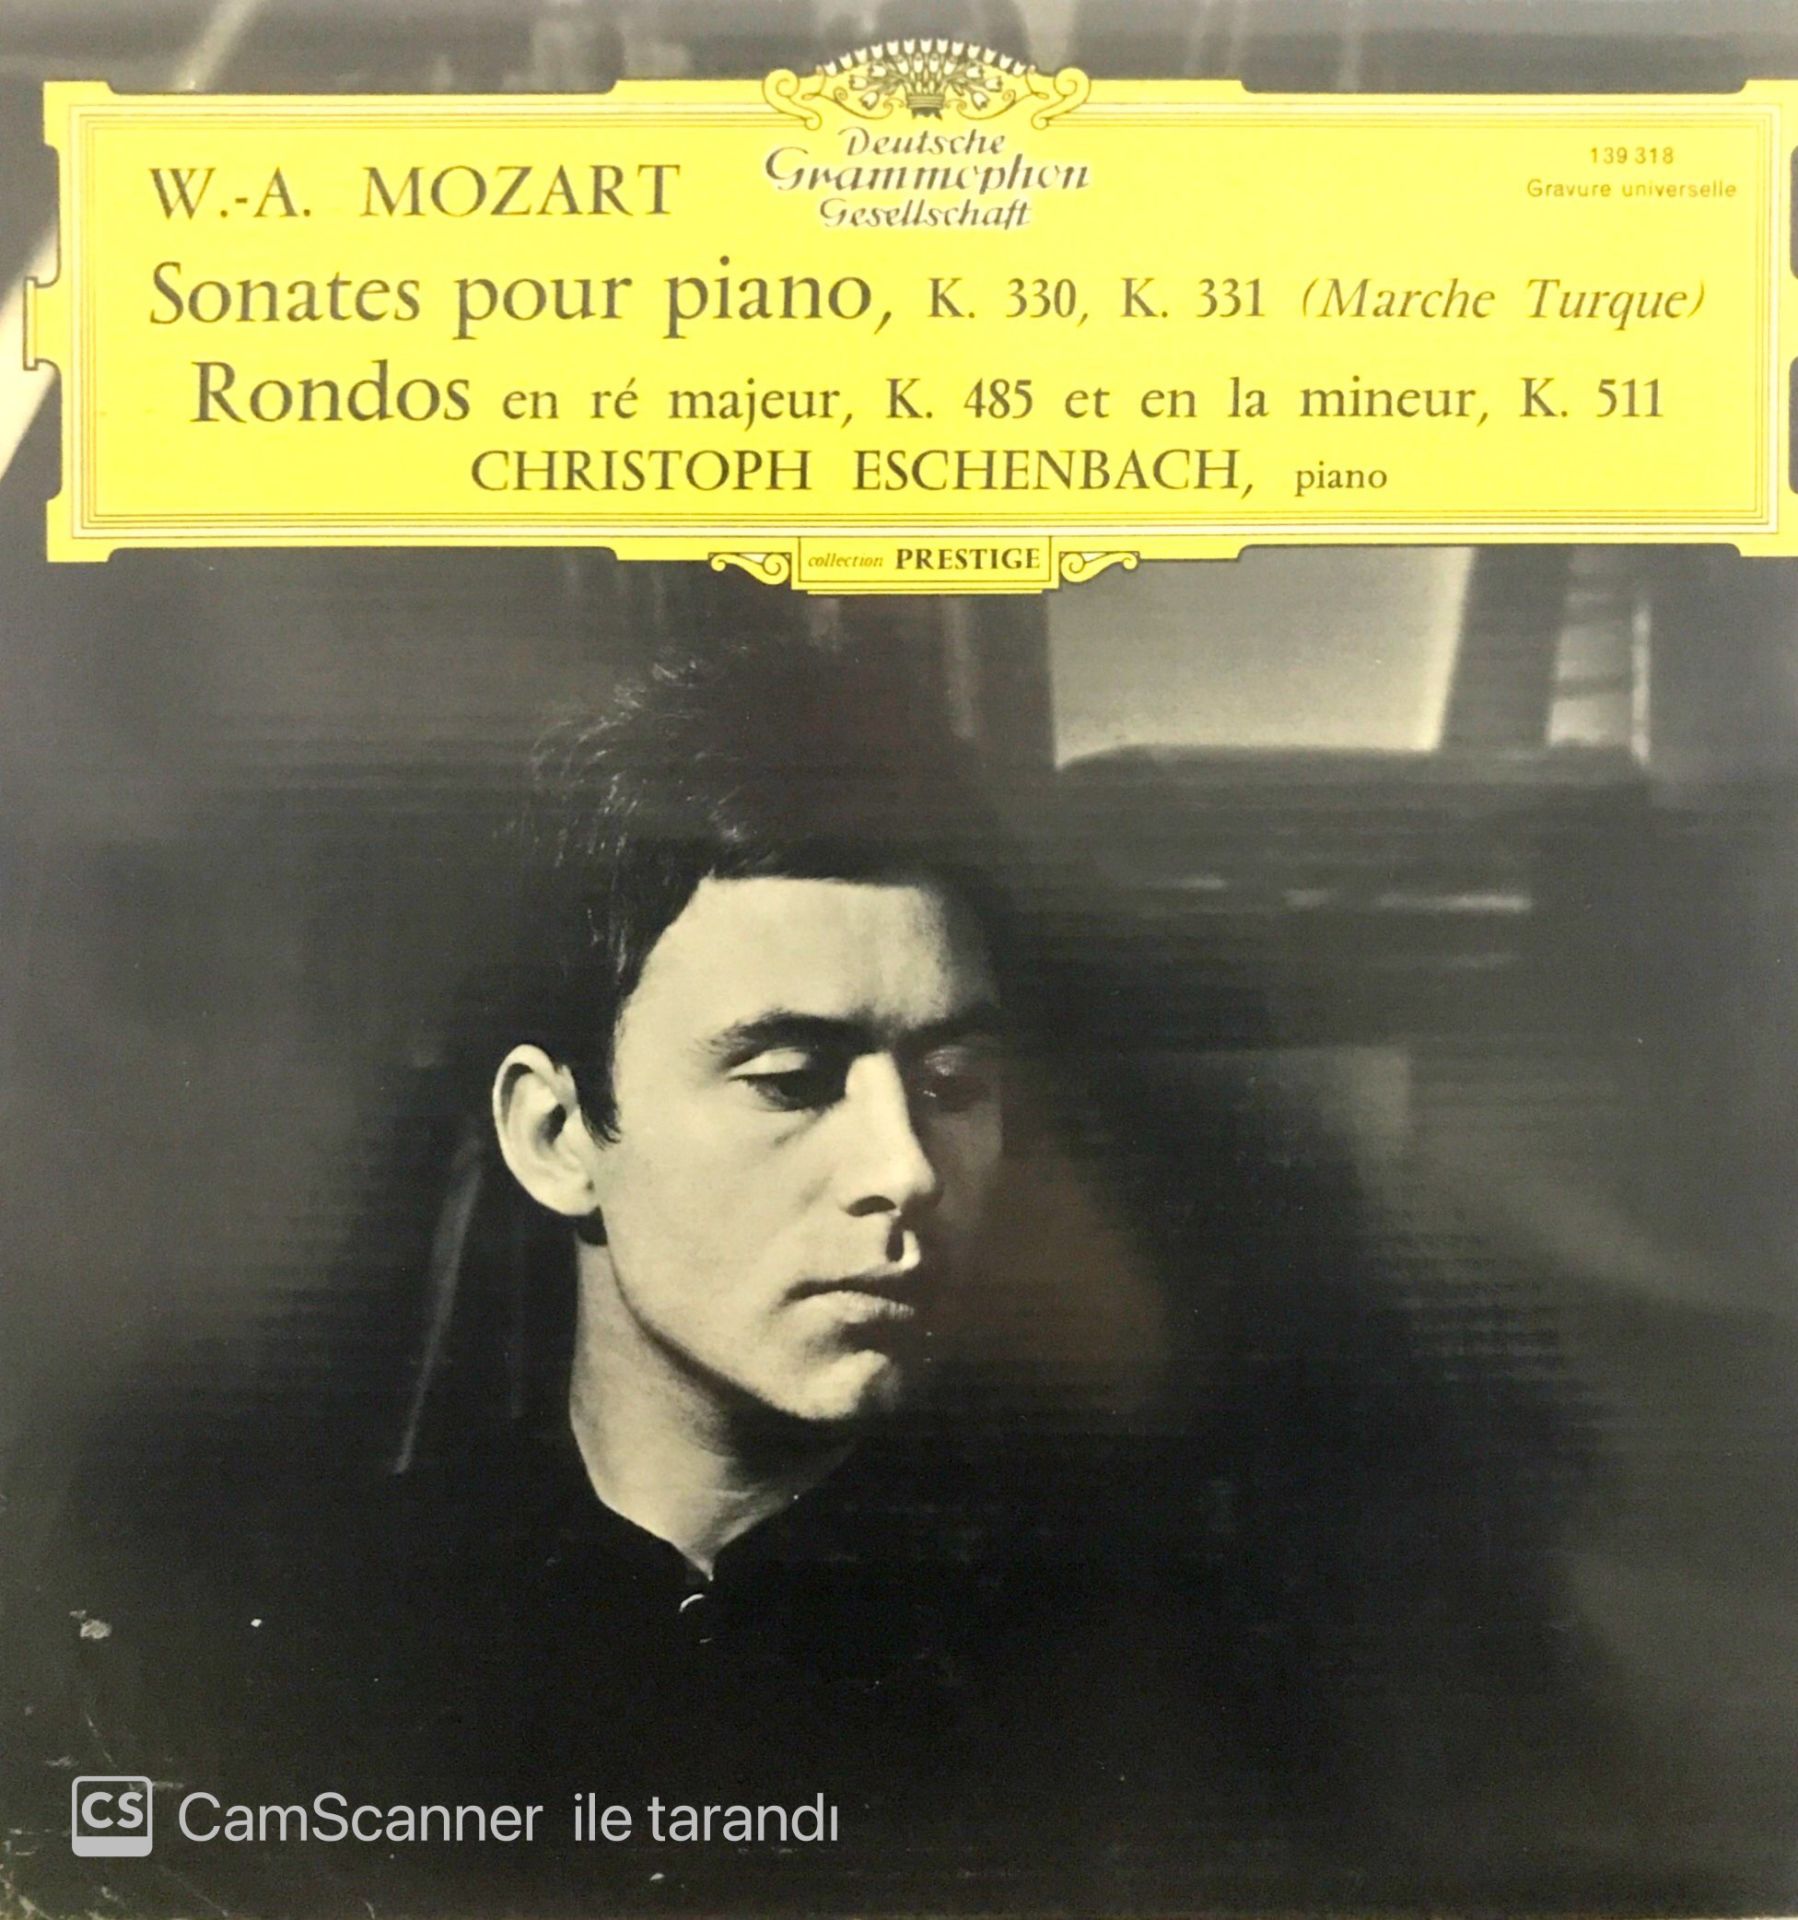 Deutsche
Grammophon
Gesellschaft
139 318
Gravure universelle
W.-A. MOZART
Sonates pour piano, K. 330, K. 331 (Marche Turque)
Rondos en ré majeur, K. 485 et en la mineur, K. 511
CHRISTOPH ESCHENBACH, piano
collection PRESTIGE
CS CamScanner ile tarandı